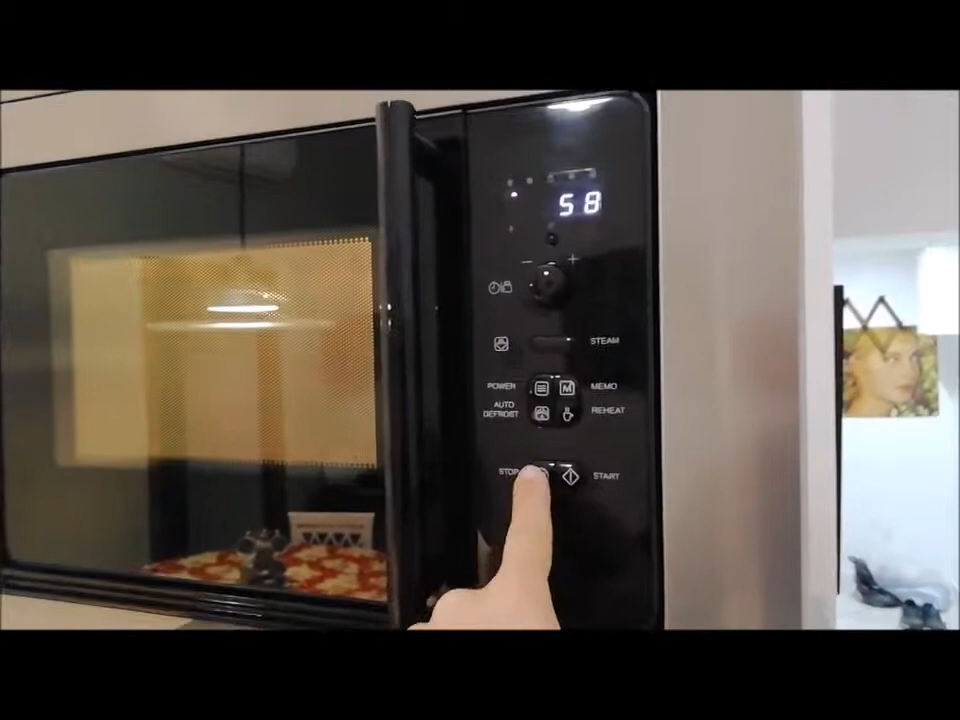 58
− +
STEAM
POWER
M
MEMO
AUTO
DEFROST
REHEAT
STOP
START